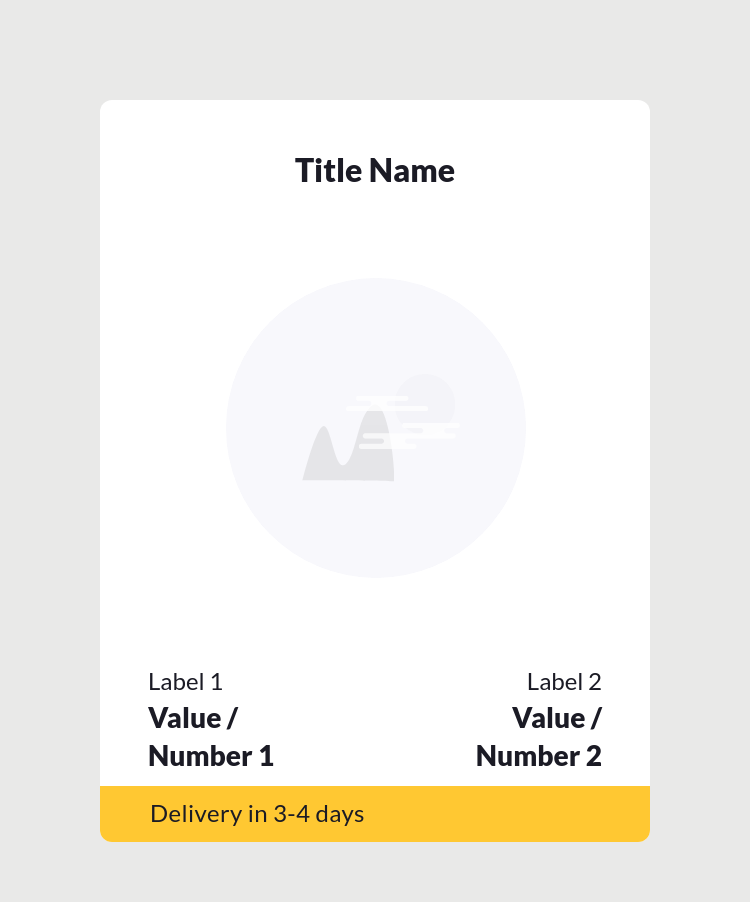 Title Name
Label 1
Value /
Number 1
Label 2
Value /
Number 2
Delivery in 3-4 days